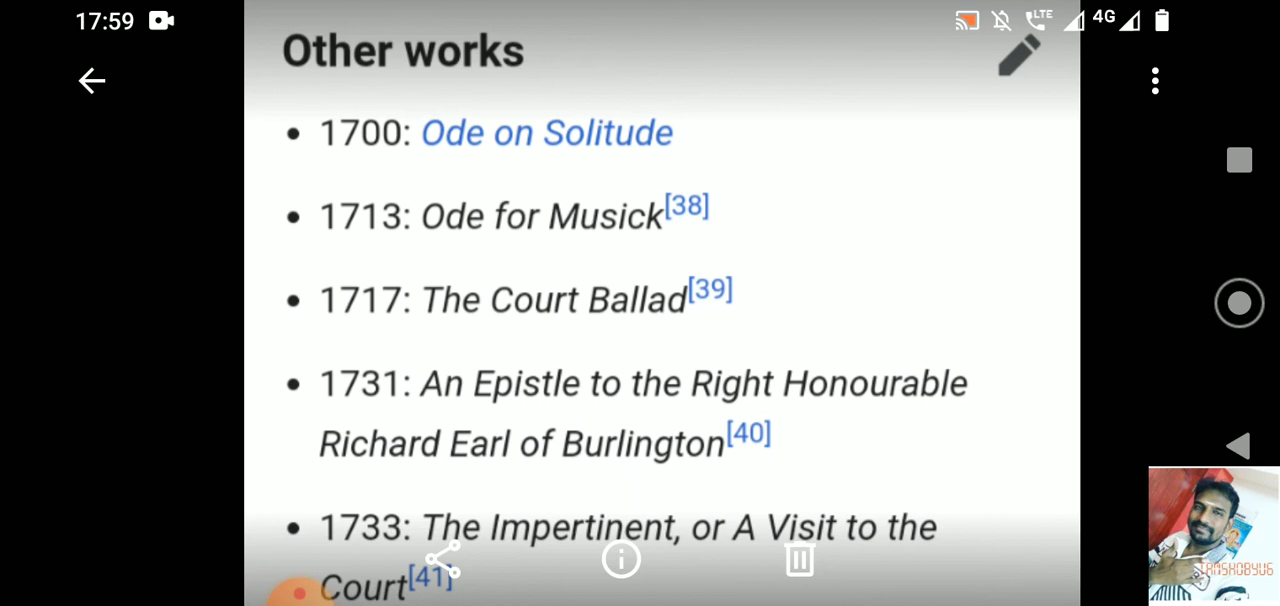 17:59
LTE
4G
Other works
1700: Ode on Solitude
1713: Ode for Musick[38]
1717: The Court Ballad[39]
1731: An Epistle to the Right Honourable
Richard Earl of Burlington[40]
1733: The Impertinent, or A Visit to the
Court[41]
TAMSHOBYUG